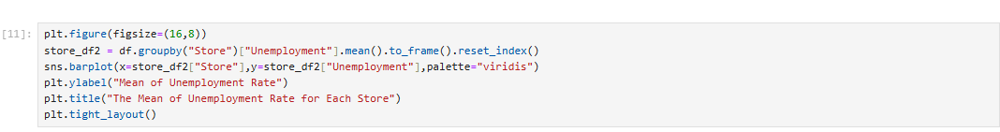 [11]: plt.figure(figsize=(16,8))
store_df2 = df.groupby("Store")["Unemployment"].mean().to_frame().reset_index()
sns.barplot(x=store_df2["Store"],y=store_df2["Unemployment"],palette="viridis")
plt.ylabel("Mean of Unemployment Rate")
plt.title("The Mean of Unemployment Rate for Each Store")
plt.tight_layout()